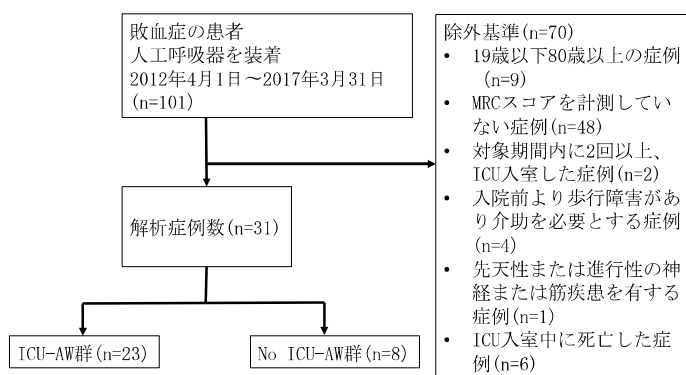 敗血症の患者
人工呼吸器を装着
2012年4月1日～2017年3月31日
(n=101)
除外基準(n=70)
• 19歳以下80歳以上の症例
(n=9)
• MRCスコアを計測してい
ない症例(n=48)
• 対象期間内に2回以上、
ICU入室した症例(n=2)
• 入院前より歩行障害があ
り介助を必要とする症例
(n=4)
• 先天性または進行性の神
経または筋疾患を有する
症例(n=1)
• ICU入室中に死亡した症
例(n=6)
解析症例数(n=31)
ICU-AW群(n=23)
No ICU-AW群(n=8)